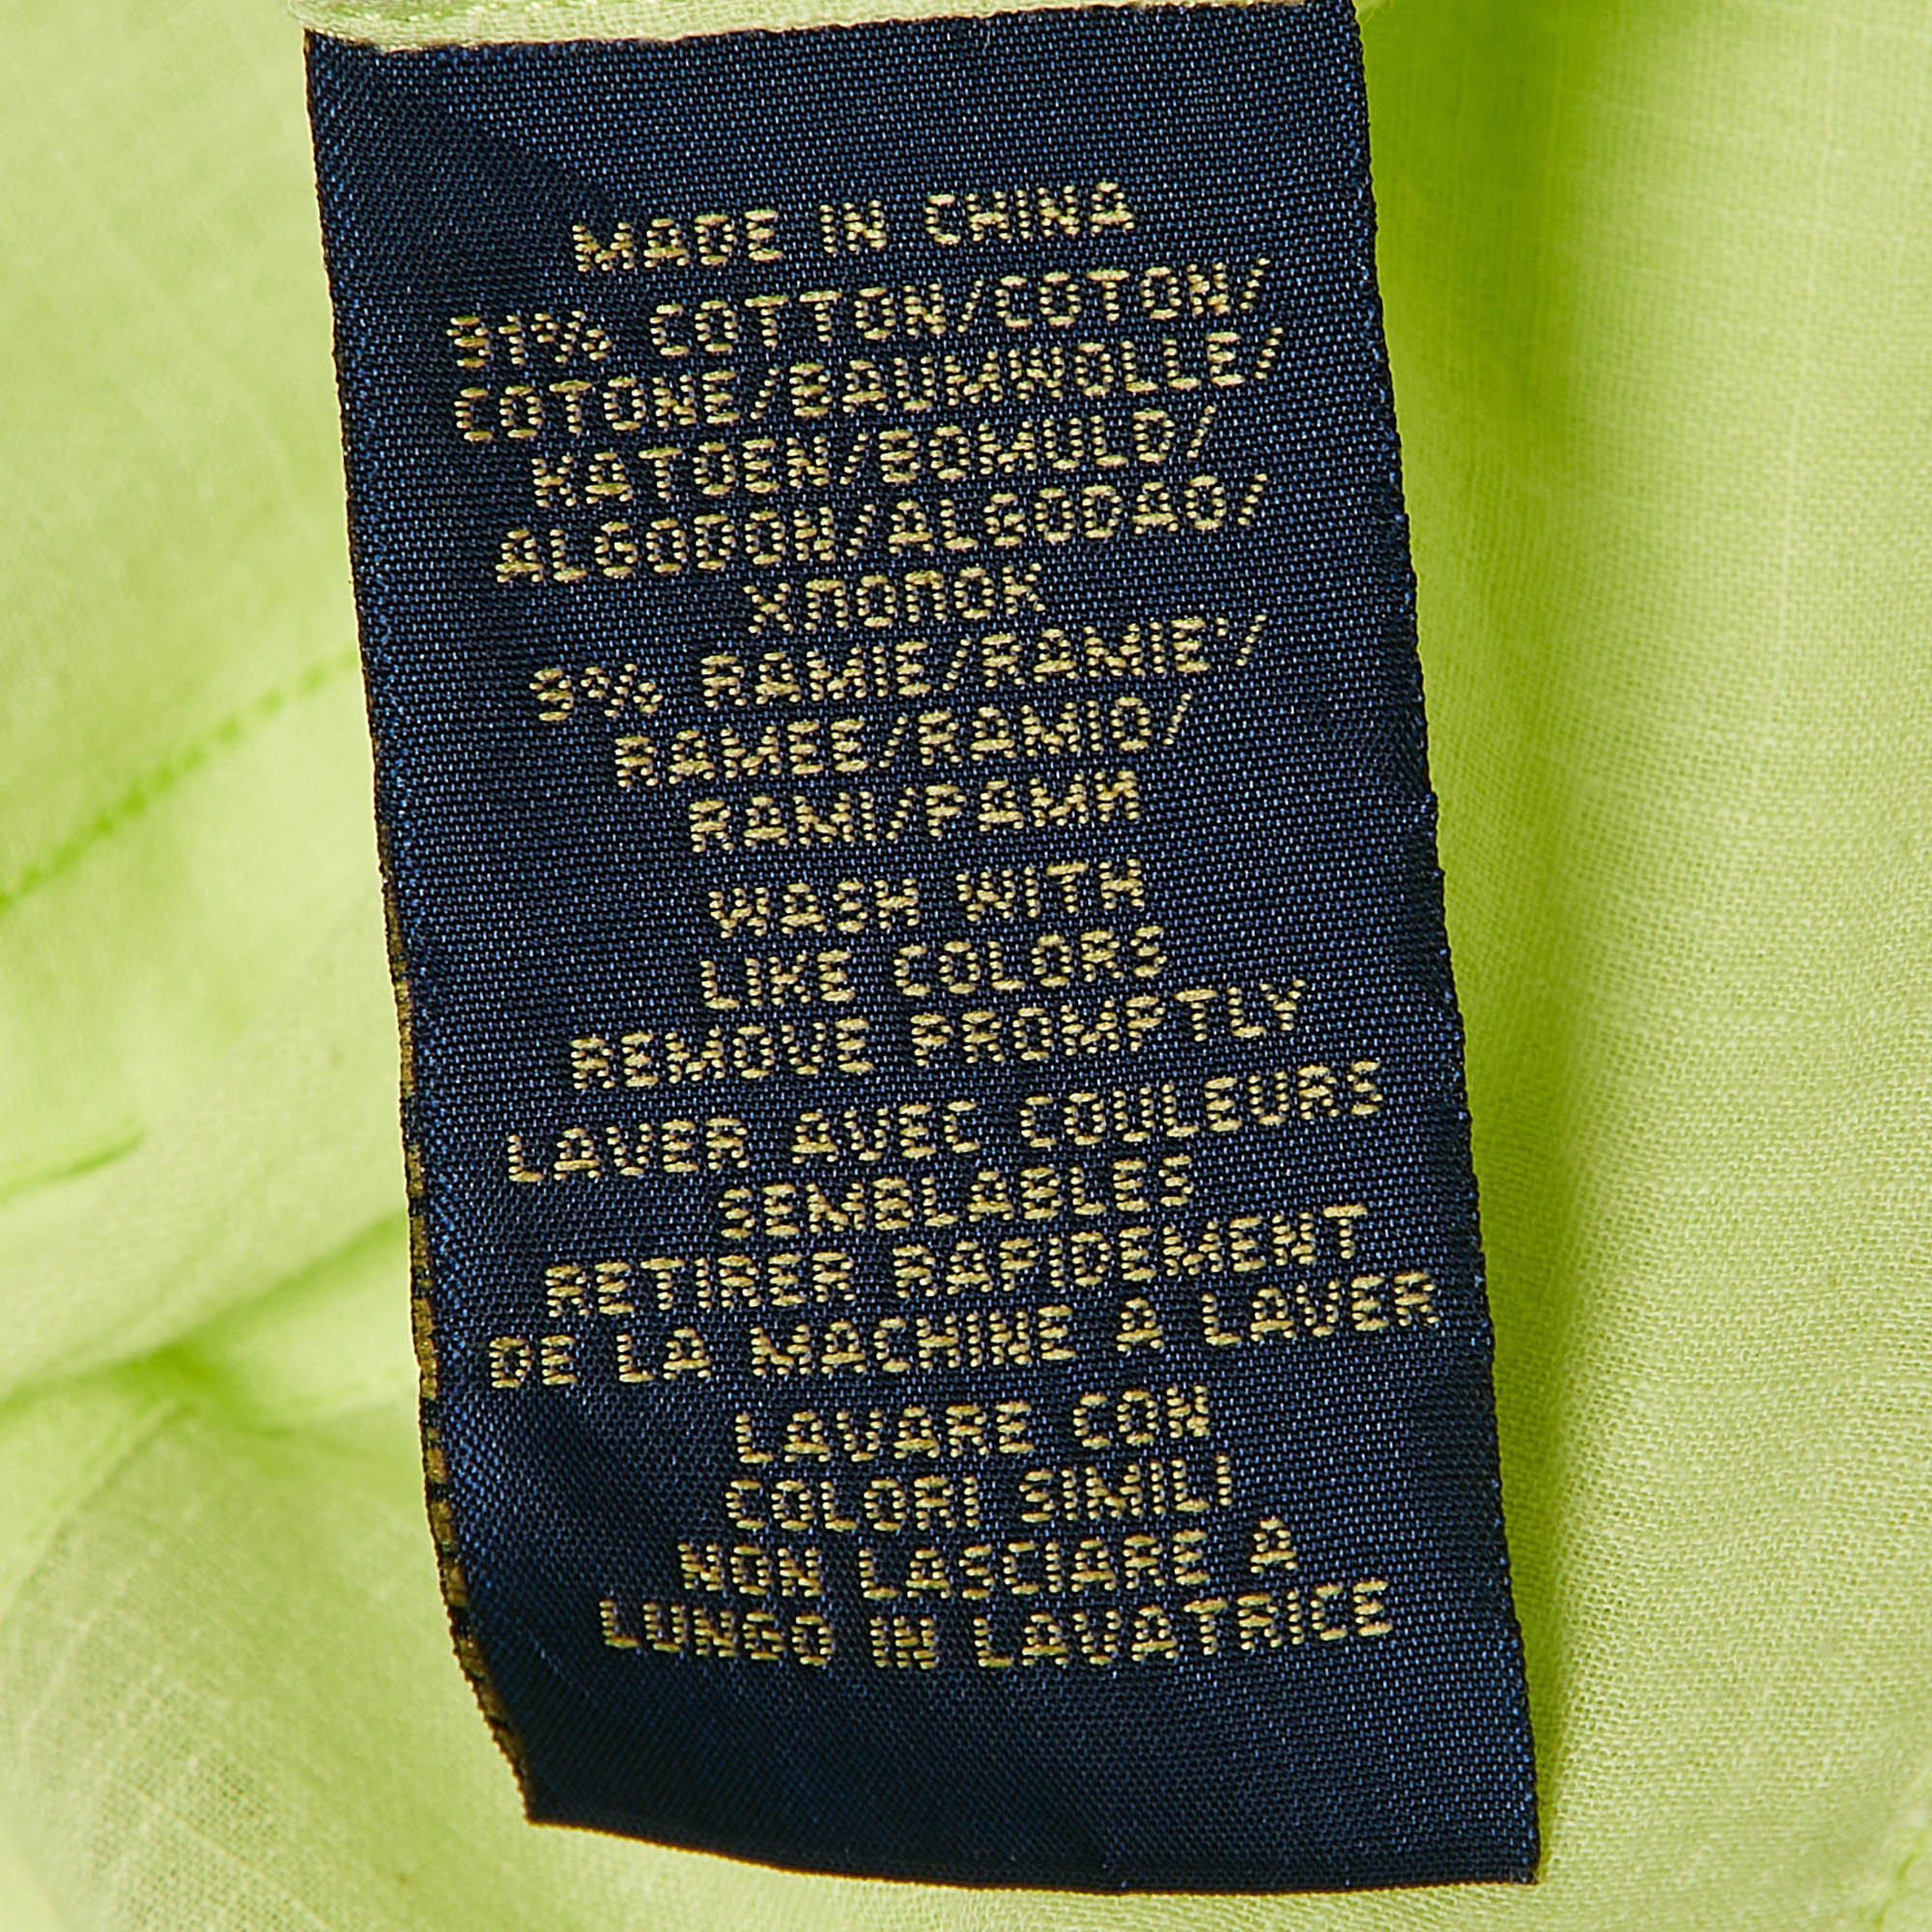 MADE IN CHINA
91% COTTON/COTON/
COTONE/BAUMWOLLE/
KATOEN/BOMULD/
ALGODON/ALGODAO/
ХПОПОК
9% RAMIE/RAMIE'/
RAMEE/RAMIO/
RAMI/РАМИ
WASH WITH
LIKE COLORS
REMOVE PROMPTLY
LAVER AVEC COULEURS
SEMBLABLES
RETIRER RAPIDEMENT
DE LA MACHINE A LAVER
LAVARE CON
COLORI SIMILI
NON LASCIARE A
LUNGO IN LAVATRICE